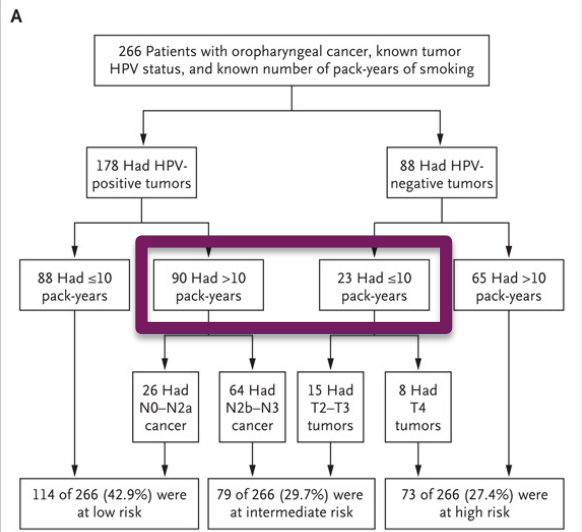 A
266 Patients with oropharyngeal cancer, known tumor
HPV status, and known number of pack-years of smoking
178 Had HPV-
positive tumors
88 Had HPV-
negative tumors
88 Had ≤10
pack-years
90 Had >10
pack-years
23 Had ≤10
pack-years
65 Had >10
pack-years
26 Had
N0–N2a
cancer
64 Had
N2b–N3
cancer
15 Had
T2–T3
tumors
8 Had
T4
tumors
114 of 266 (42.9%) were
at low risk
79 of 266 (29.7%) were
at intermediate risk
73 of 266 (27.4%) were
at high risk